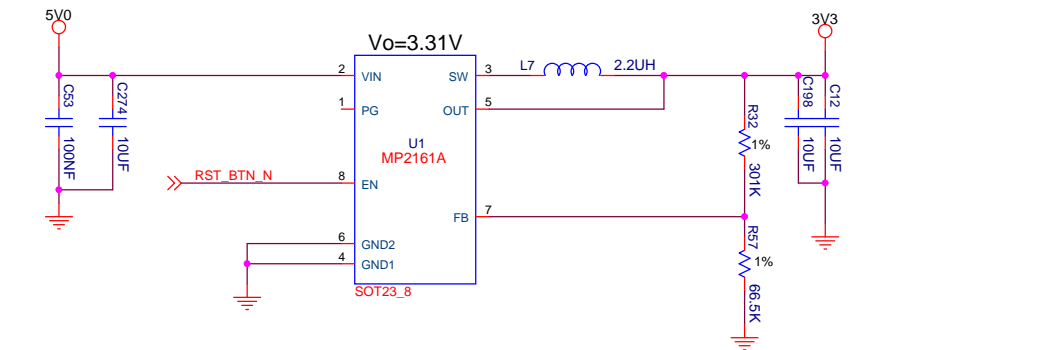 5V0
3V3
Vo=3.31V
2
VIN
SW
3
L7
2.2UH
C53
100NF
C274
10UF
1
PG
OUT
5
U1
MP2161A
R32
1%
301K
C198
10UF
C12
10UF
RST_BTN_N
8
EN
FB
7
6
GND2
4
GND1
R57
1%
66.5K
SOT23_8